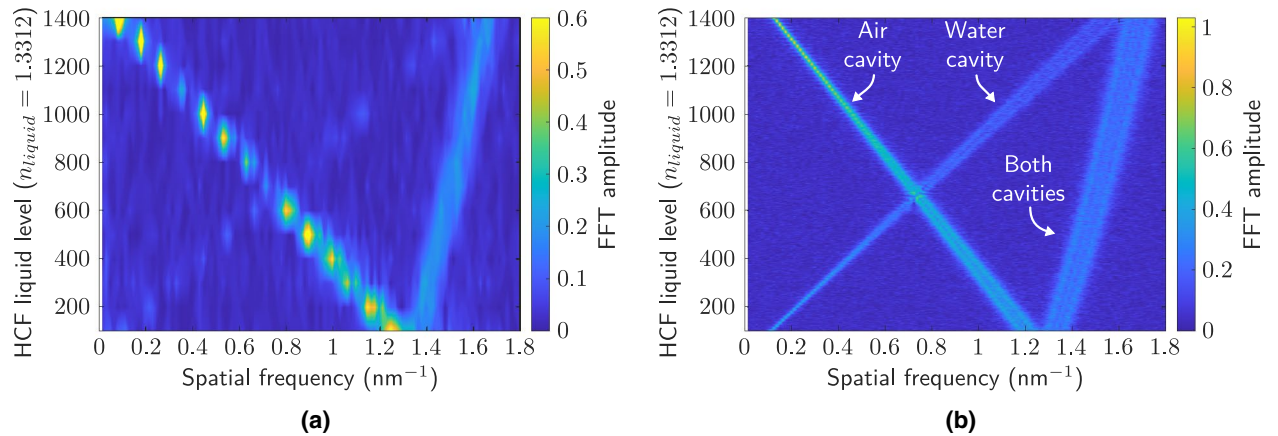 HCF liquid level (n_liquid = 1.3312)
1400
1200
1000
800
600
400
200
0 0.2 0.4 0.6 0.8 1 1.2 1.4 1.6 1.8
Spatial frequency (nm⁻¹)
0.6
0.5
0.4
0.3
0.2
0.1
0
FFT amplitude
(a)
HCF liquid level (n_liquid = 1.3312)
1400
1200
1000
800
600
400
200
Air
cavity
Water
cavity
Both
cavities
0 0.2 0.4 0.6 0.8 1 1.2 1.4 1.6 1.8
Spatial frequency (nm⁻¹)
1
0.8
0.6
0.4
0.2
0
FFT amplitude
(b)